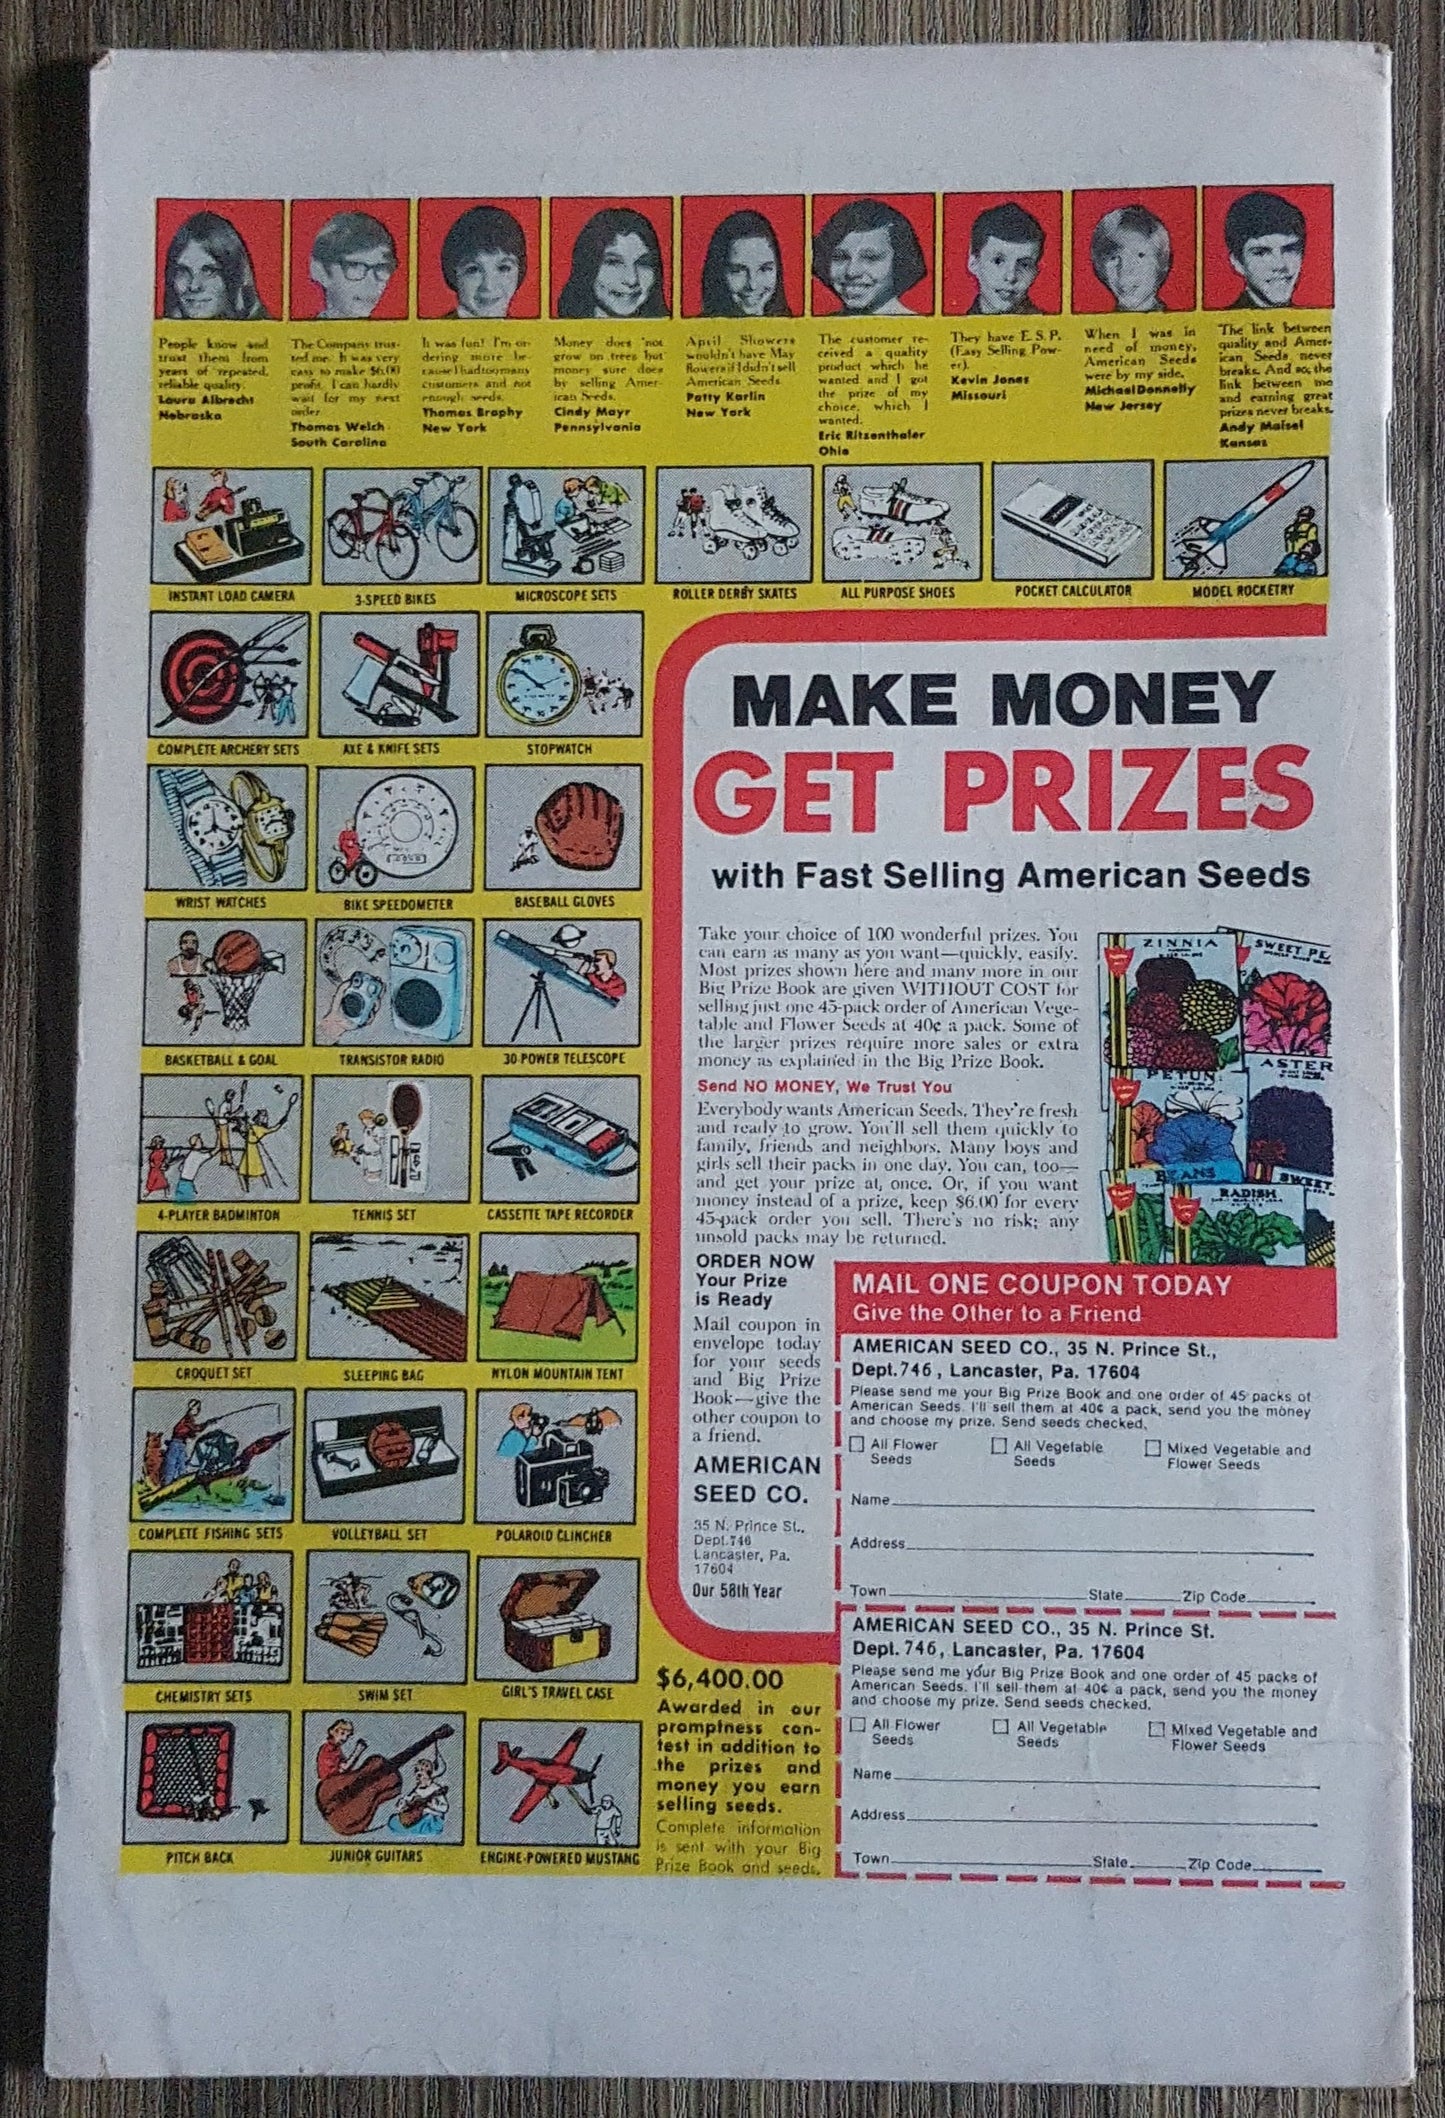 People know and
trust them from
years of repeated,
reliable quality.
Laura Albrecht
Nebraska
The Company trus-
ted me. It was very
easy to make $6.00
profit. I can hardly
wait for my next
order.
Thomas Welch
South Carolina
It was fun! I'm or-
dering more be-
cause I had too many
customers and not
enough seeds.
Thomas Brophy
New York
Money does not
grow on trees but
money sure does
by selling Amer-
ican Seeds.
Cindy Mayr
Pennsylvania
April Showers
wouldn't have May
flowers if I didn't sell
American Seeds
Patty Karlin
New York
The customer re-
ceived a quality
product which he
wanted and I got
the prize of my
choice, which I
wanted.
Eric Ritzenthaler
Ohio
They have E.S.P.
(Easy Selling Pow-
er).
Kevin Jones
Missouri
When I was in
need of money,
American Seeds
were by my side.
Michael Donnelly
New Jersey
The link between
quality and Amer-
ican Seeds, never
breaks. And so, the
link between me
and earning great
prizes never breaks.
Andy Maisel
Kansas
INSTANT LOAD CAMERA
3-SPEED BIKES
MICROSCOPE SETS
ROLLER DERBY SKATES
ALL PURPOSE SHOES
POCKET CALCULATOR
MODEL ROCKETRY
COMPLETE ARCHERY SETS
AXE & KNIFE SETS
STOPWATCH
WRIST WATCHES
BIKE SPEEDOMETER
BASEBALL GLOVES
BASKETBALL & GOAL
TRANSISTOR RADIO
30-POWER TELESCOPE
4-PLAYER BADMINTON
TENNIS SET
CASSETTE TAPE RECORDER
CROQUET SET
SLEEPING BAG
NYLON MOUNTAIN TENT
COMPLETE FISHING SETS
VOLLEYBALL SET
POLAROID CLINCHER
CHEMISTRY SETS
SWIM SET
GIRL'S TRAVEL CASE
PITCH BACK
JUNIOR GUITARS
ENGINE-POWERED MUSTANG
MAKE MONEY
GET PRIZES
with Fast Selling American Seeds
Take your choice of 100 wonderful prizes. You
can earn as many as you want—quickly, easily.
Most prizes shown here and many more in our
Big Prize Book are given WITHOUT COST for
selling just one 45-pack order of American Vege-
table and Flower Seeds at 40¢ a pack. Some of
the larger prizes require more sales or extra
money as explained in the Big Prize Book.
Send NO MONEY, We Trust You
Everybody wants American Seeds. They're fresh
and ready to grow. You'll sell them quickly to
family, friends and neighbors. Many boys and
girls sell their packs in one day. You can, too—
and get your prize at once. Or, if you want
money instead of a prize, keep $6.00 for every
45-pack order you sell. There's no risk; any
unsold packs may be returned.
ZINNIA
SWEET PE
ASTER
PETUN
BEANS
RADISH
SWEET
ORDER NOW
Your Prize
is Ready
Mail coupon in
envelope today
for your seeds
and Big Prize
Book—give the
other coupon to
a friend.
AMERICAN
SEED CO.
35 N. Prince St.,
Dept. 746
Lancaster, Pa.
17604
Our 58th Year
$6,400.00
Awarded in our
promptness con-
test in addition to
the prizes and
money you earn
selling seeds.
Complete information
is sent with your Big
Prize Book and seeds.
MAIL ONE COUPON TODAY
Give the Other to a Friend
AMERICAN SEED CO., 35 N. Prince St.,
Dept. 746, Lancaster, Pa. 17604
Please send me your Big Prize Book and one order of 45 packs of
American Seeds. I'll sell them at 40¢ a pack, send you the money
and choose my prize. Send seeds checked.
All Flower Seeds
All Vegetable Seeds
Mixed Vegetable and Flower Seeds
Name
Address
Town State Zip Code
AMERICAN SEED CO., 35 N. Prince St.
Dept. 746, Lancaster, Pa. 17604
Please send me your Big Prize Book and one order of 45 packs of
American Seeds. I'll sell them at 40¢ a pack, send you the money
and choose my prize. Send seeds checked.
All Flower Seeds
All Vegetable Seeds
Mixed Vegetable and Flower Seeds
Name
Address
Town State Zip Code